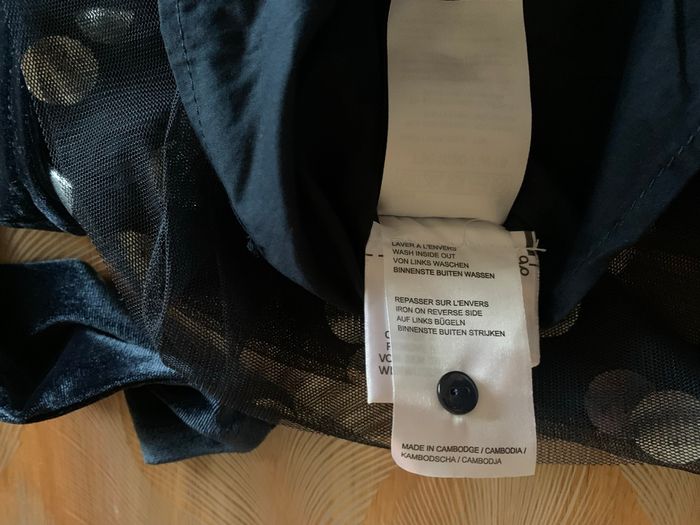 LAVER A L'ENVERS
WASH INSIDE OUT
VON LINKS WASCHEN
BINNENSTE BUITEN WASSEN
REPASSER SUR L'ENVERS
IRON ON REVERSE SIDE
AUF LINKS BÜGELN
BINNENSTE BUITEN STRIJKEN
MADE IN CAMBODGE / CAMBODIA /
KAMBODSCHA / CAMBODJA